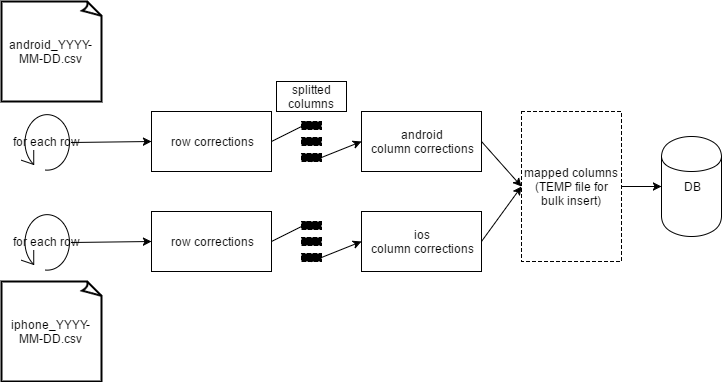 android_YYYY-
MM-DD.csv
splitted
columns
for each row
row corrections
android
column corrections
mapped columns
(TEMP file for
bulk insert)
DB
for each row
row corrections
ios
column corrections
iphone_YYYY-
MM-DD.csv